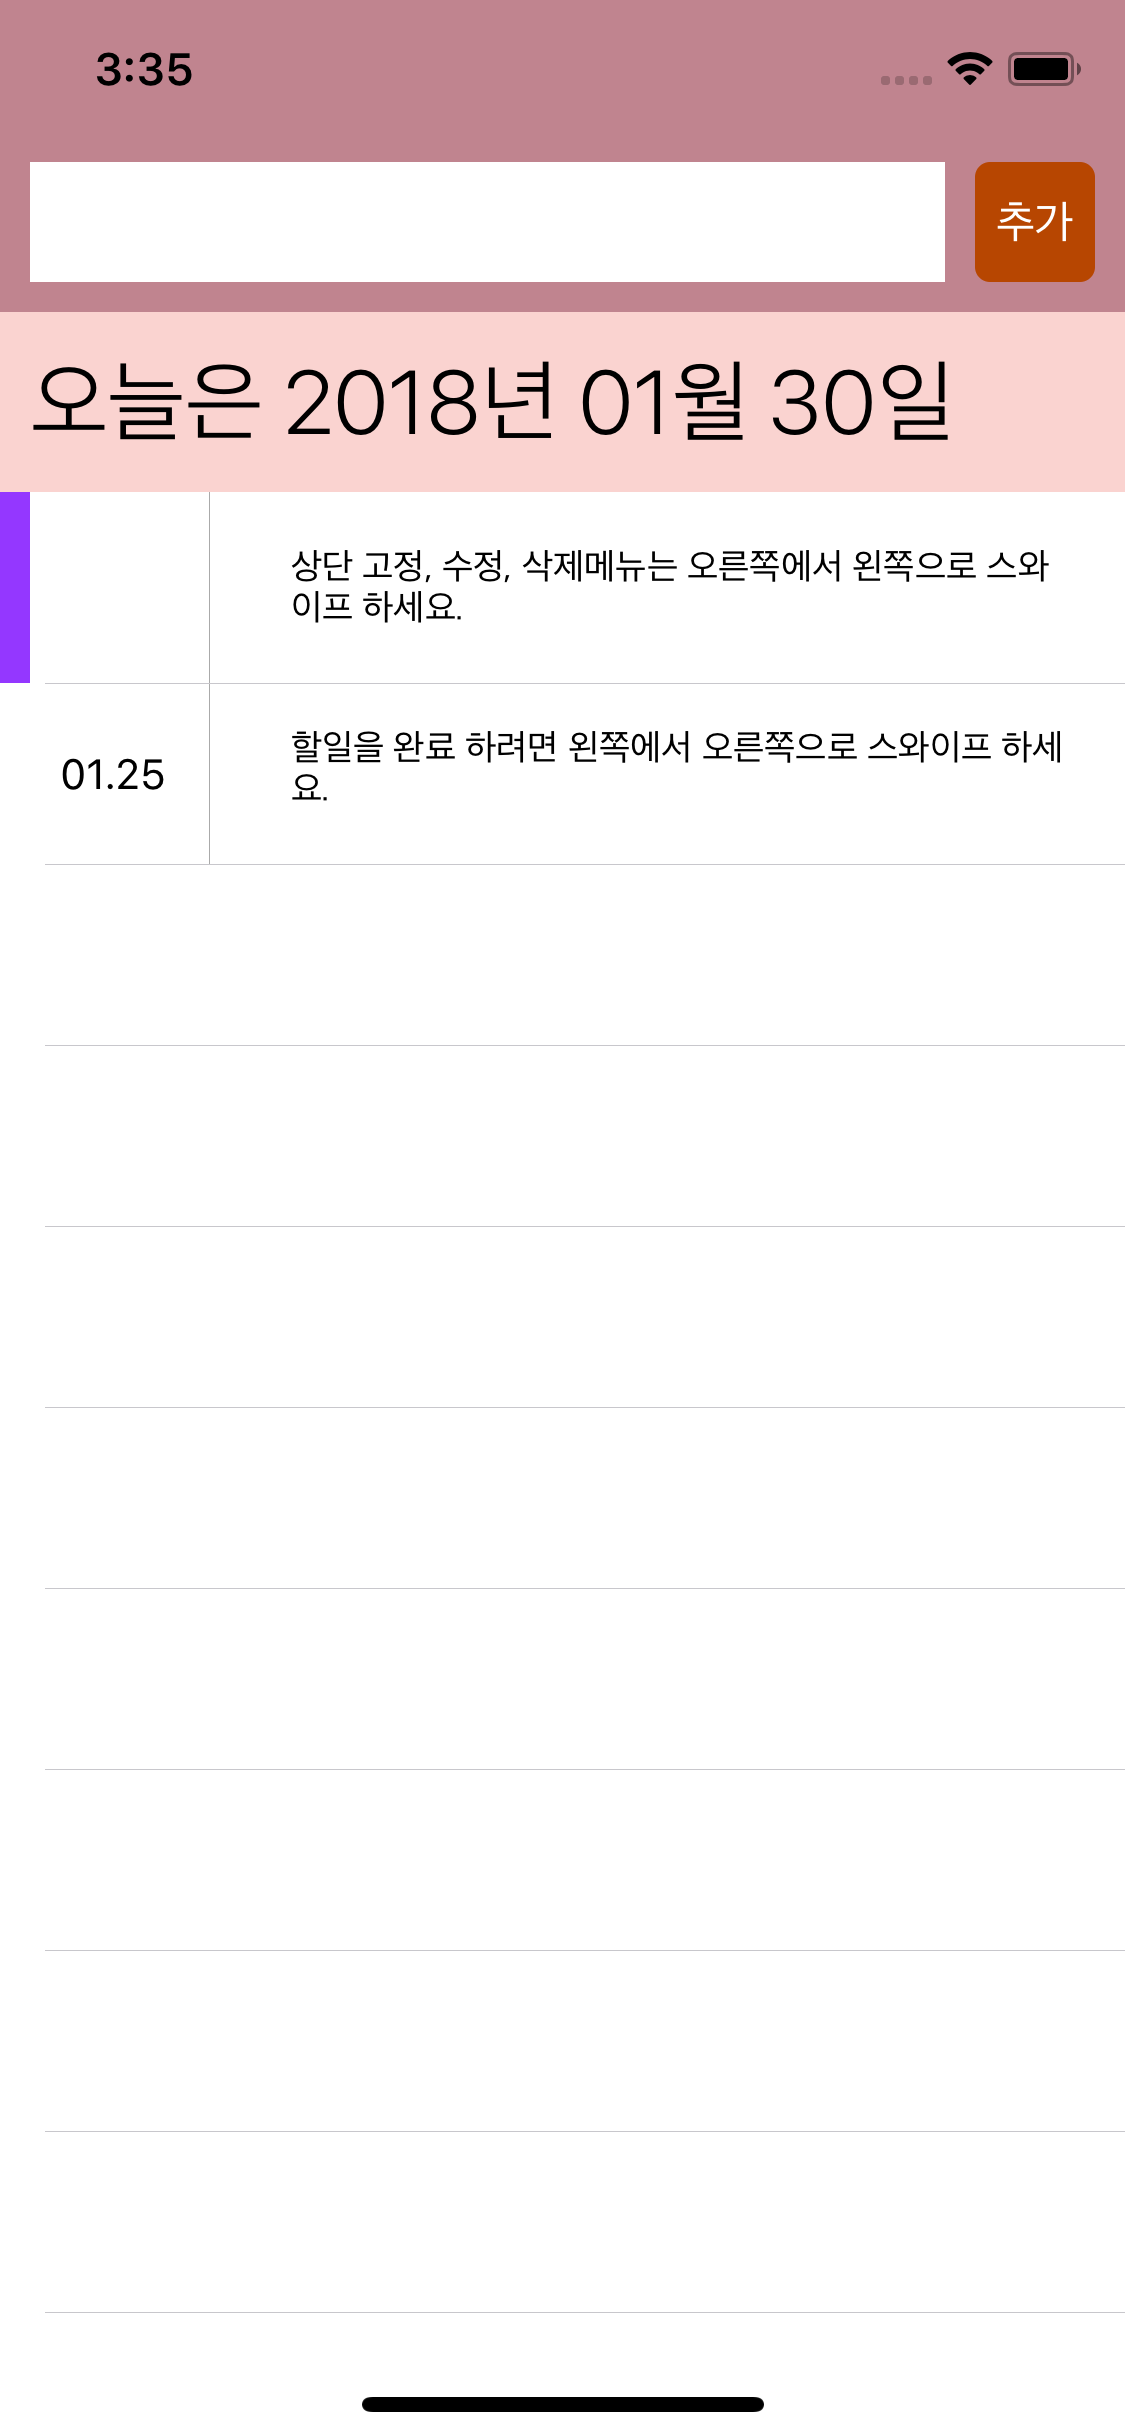 3:35
추가
오늘은 2018년 01월 30일
상단 고정, 수정, 삭제메뉴는 오른쪽에서 왼쪽으로 스와
이프 하세요.
01.25
할일을 완료 하려면 왼쪽에서 오른쪽으로 스와이프 하세
요.